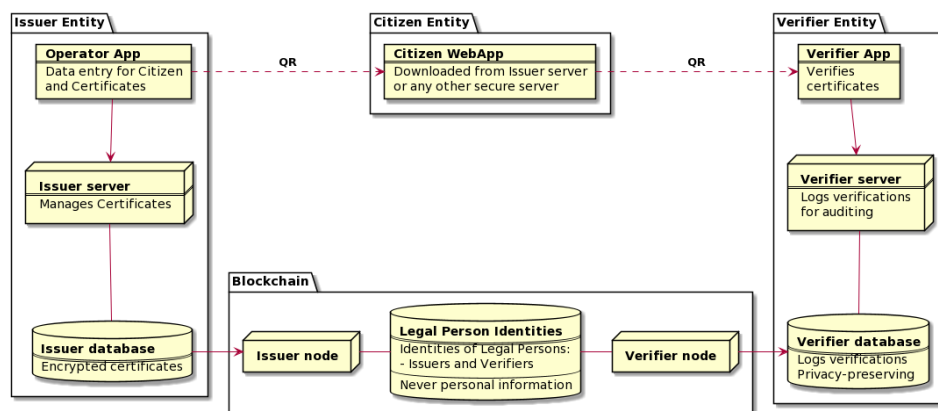 Issuer Entity
Operator App
Data entry for Citizen
and Certificates
QR
Citizen Entity
Citizen WebApp
Downloaded from Issuer server
or any other secure server
QR
Verifier Entity
Verifier App
Verifies
certificates
Issuer server
Manages Certificates
Verifier server
Logs verifications
for auditing
Issuer database
Encrypted certificates
Blockchain
Issuer node
Legal Person Identities
Identities of Legal Persons:
- Issuers and Verifiers
Never personal information
Verifier node
Verifier database
Logs verifications
Privacy-preserving